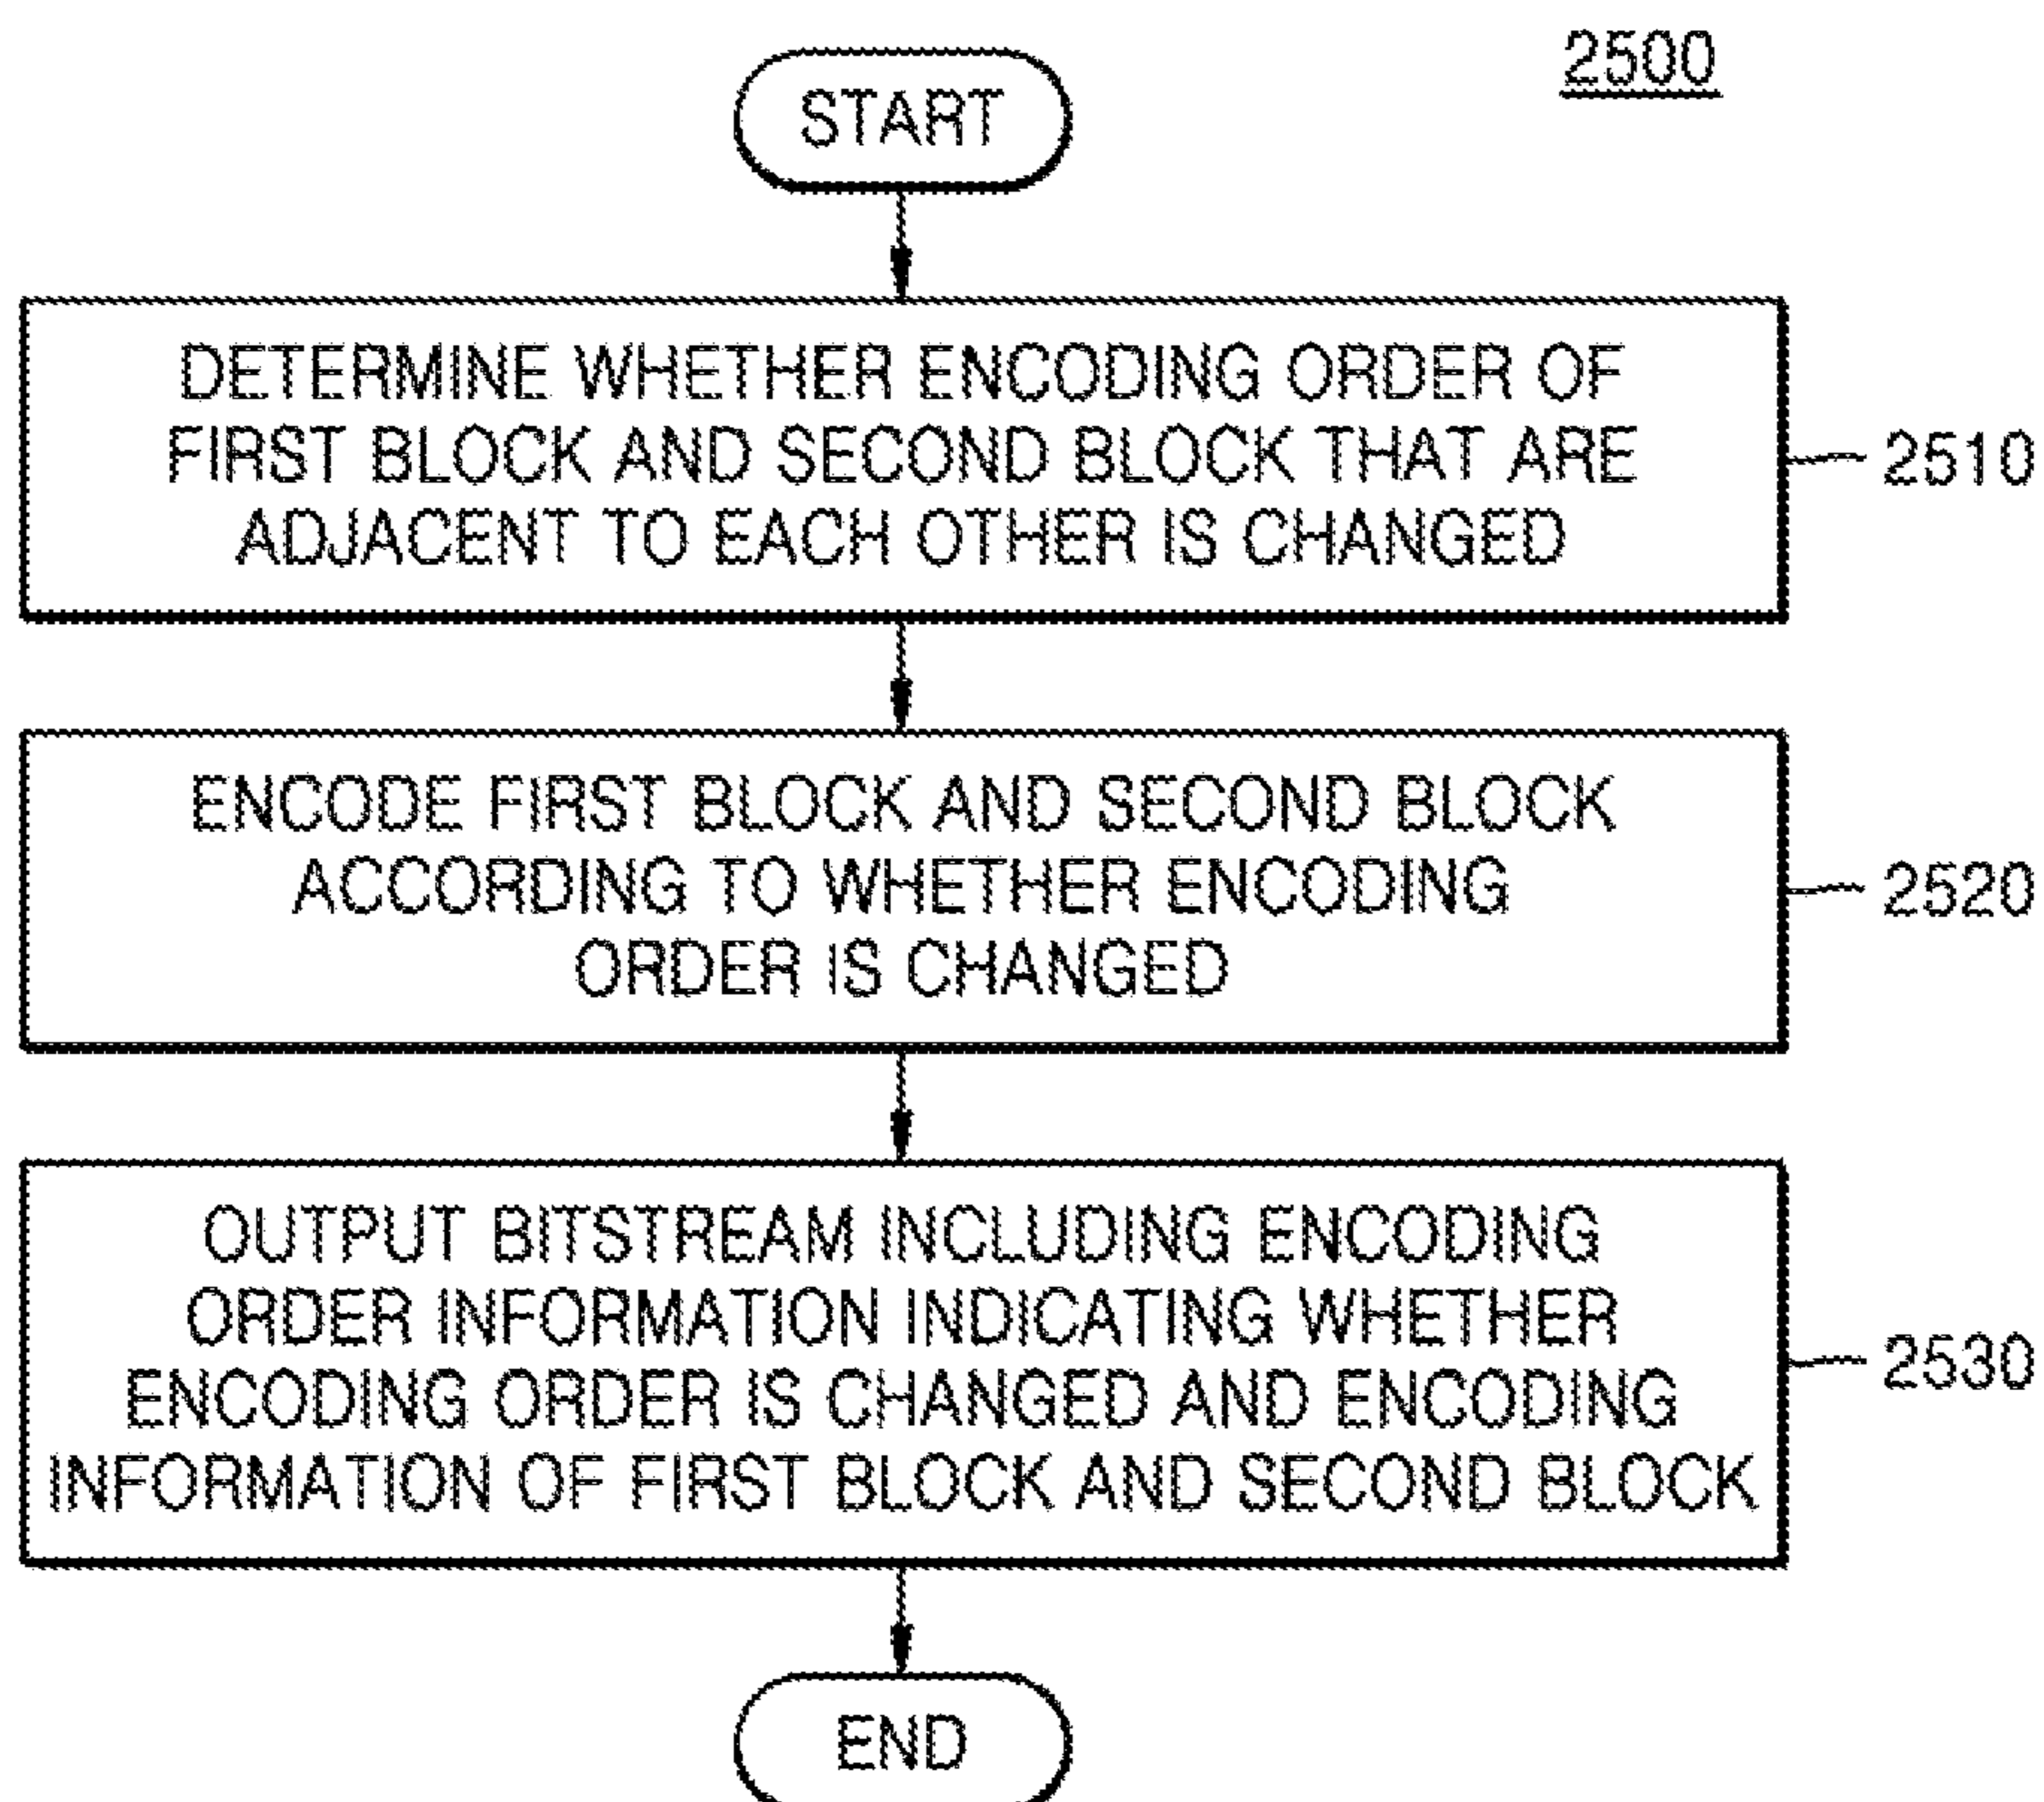 2500
START
DETERMINE WHETHER ENCODING ORDER OF
FIRST BLOCK AND SECOND BLOCK THAT ARE
ADJACENT TO EACH OTHER IS CHANGED
2510
ENCODE FIRST BLOCK AND SECOND BLOCK
ACCORDING TO WHETHER ENCODING
ORDER IS CHANGED
2520
OUTPUT BITSTREAM INCLUDING ENCODING
ORDER INFORMATION INDICATING WHETHER
ENCODING ORDER IS CHANGED AND ENCODING
INFORMATION OF FIRST BLOCK AND SECOND BLOCK
2530
END